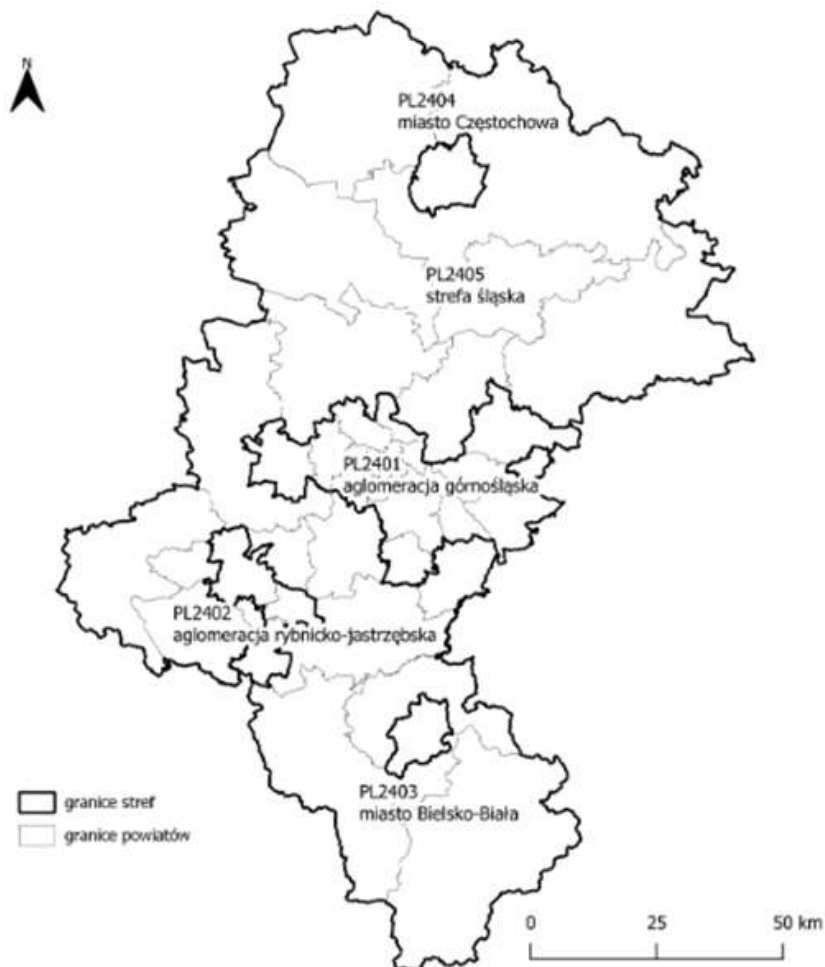 N
PL2404
miasto Częstochowa
PL2405
strefa śląska
PL2401
aglomeracja górnośląska
PL2402
aglomeracja rybnicko-jastrzębska
PL2403
miasto Bielsko-Biała
granice stref
granice powiatów
0 25 50 km